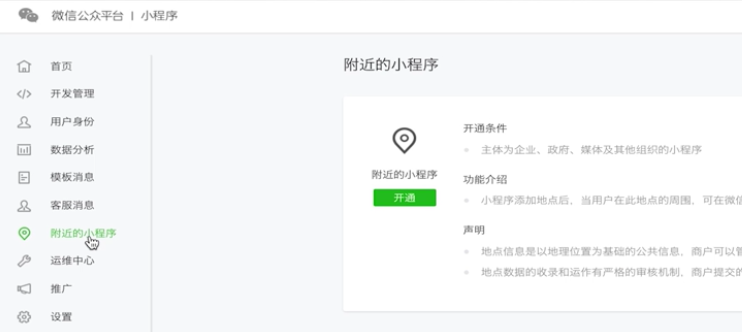 微信公众平台 | 小程序
首页
开发管理
用户身份
数据分析
模板消息
客服消息
附近的小程序
运维中心
推广
设置
附近的小程序
附近的小程序
开通
开通条件
主体为企业、政府、媒体及其他组织的小程序
功能介绍
小程序添加地点后，当用户在此地点的周围，可在微信
声明
地点信息是以地理位置为基础的公共信息，商户可以管
地点数据的收录和运作有严格的审核机制，商户提交的